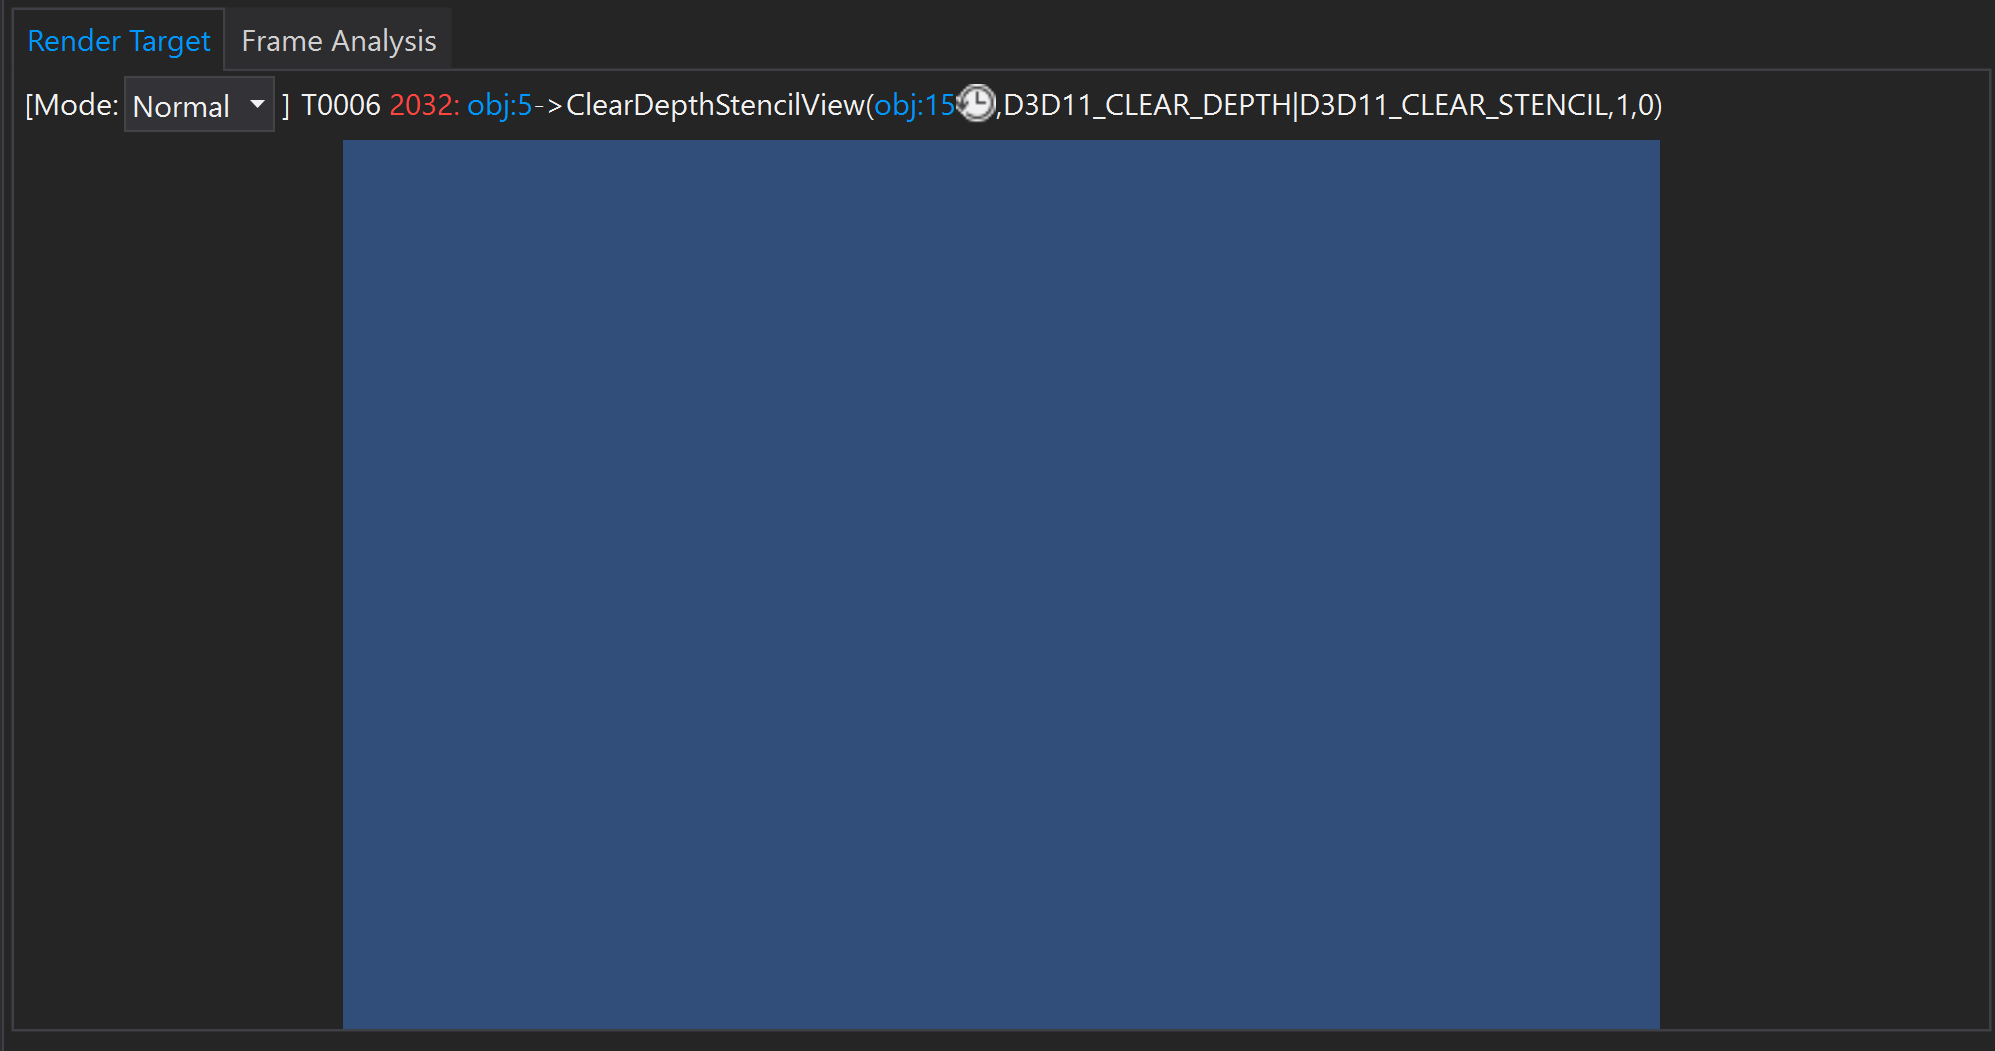 Render Target Frame Analysis
[Mode: Normal ] T0006 2032: obj:5->ClearDepthStencilView(obj:15,D3D11_CLEAR_DEPTH|D3D11_CLEAR_STENCIL,1,0)